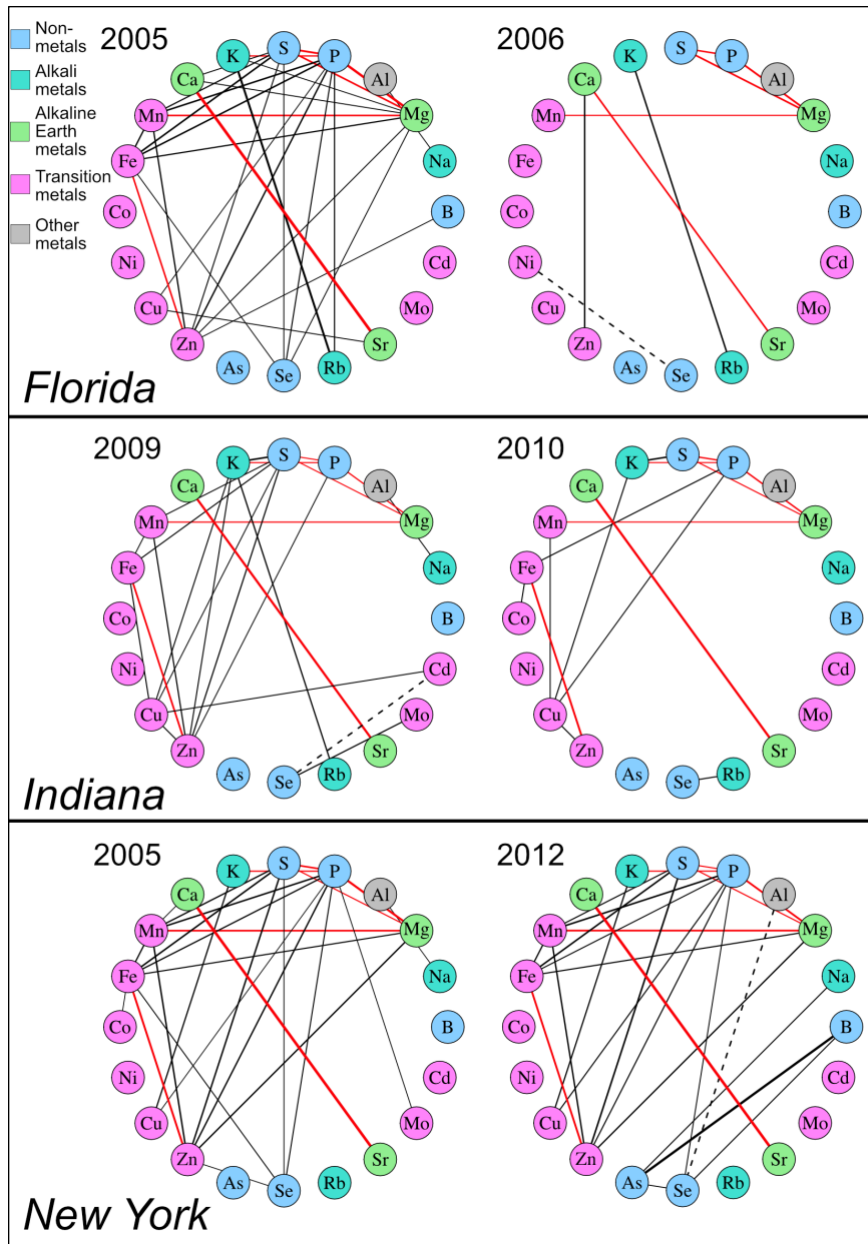 Non-
metals
Alkali
metals
Alkaline
Earth
metals
Transition
metals
Other
metals
2005
K
S
P
Ca
Al
Mn
Mg
Fe
Na
Co
B
Ni
Cd
Cu
Mo
Zn
Sr
As
Se
Rb
2006
K
S
P
Ca
Al
Mn
Mg
Fe
Na
Co
B
Ni
Cd
Cu
Mo
Zn
Sr
As
Se
Rb
Florida
2009
K
S
P
Ca
Al
Mn
Mg
Fe
Na
Co
B
Ni
Cd
Cu
Mo
Zn
Sr
As
Se
Rb
2010
K
S
P
Ca
Al
Mn
Mg
Fe
Na
Co
B
Ni
Cd
Cu
Mo
Zn
Sr
As
Se
Rb
Indiana
2005
K
S
P
Ca
Al
Mn
Mg
Fe
Na
Co
B
Ni
Cd
Cu
Mo
Zn
Sr
As
Se
Rb
2012
K
S
P
Ca
Al
Mn
Mg
Fe
Na
Co
B
Ni
Cd
Cu
Mo
Zn
Sr
As
Se
Rb
New York